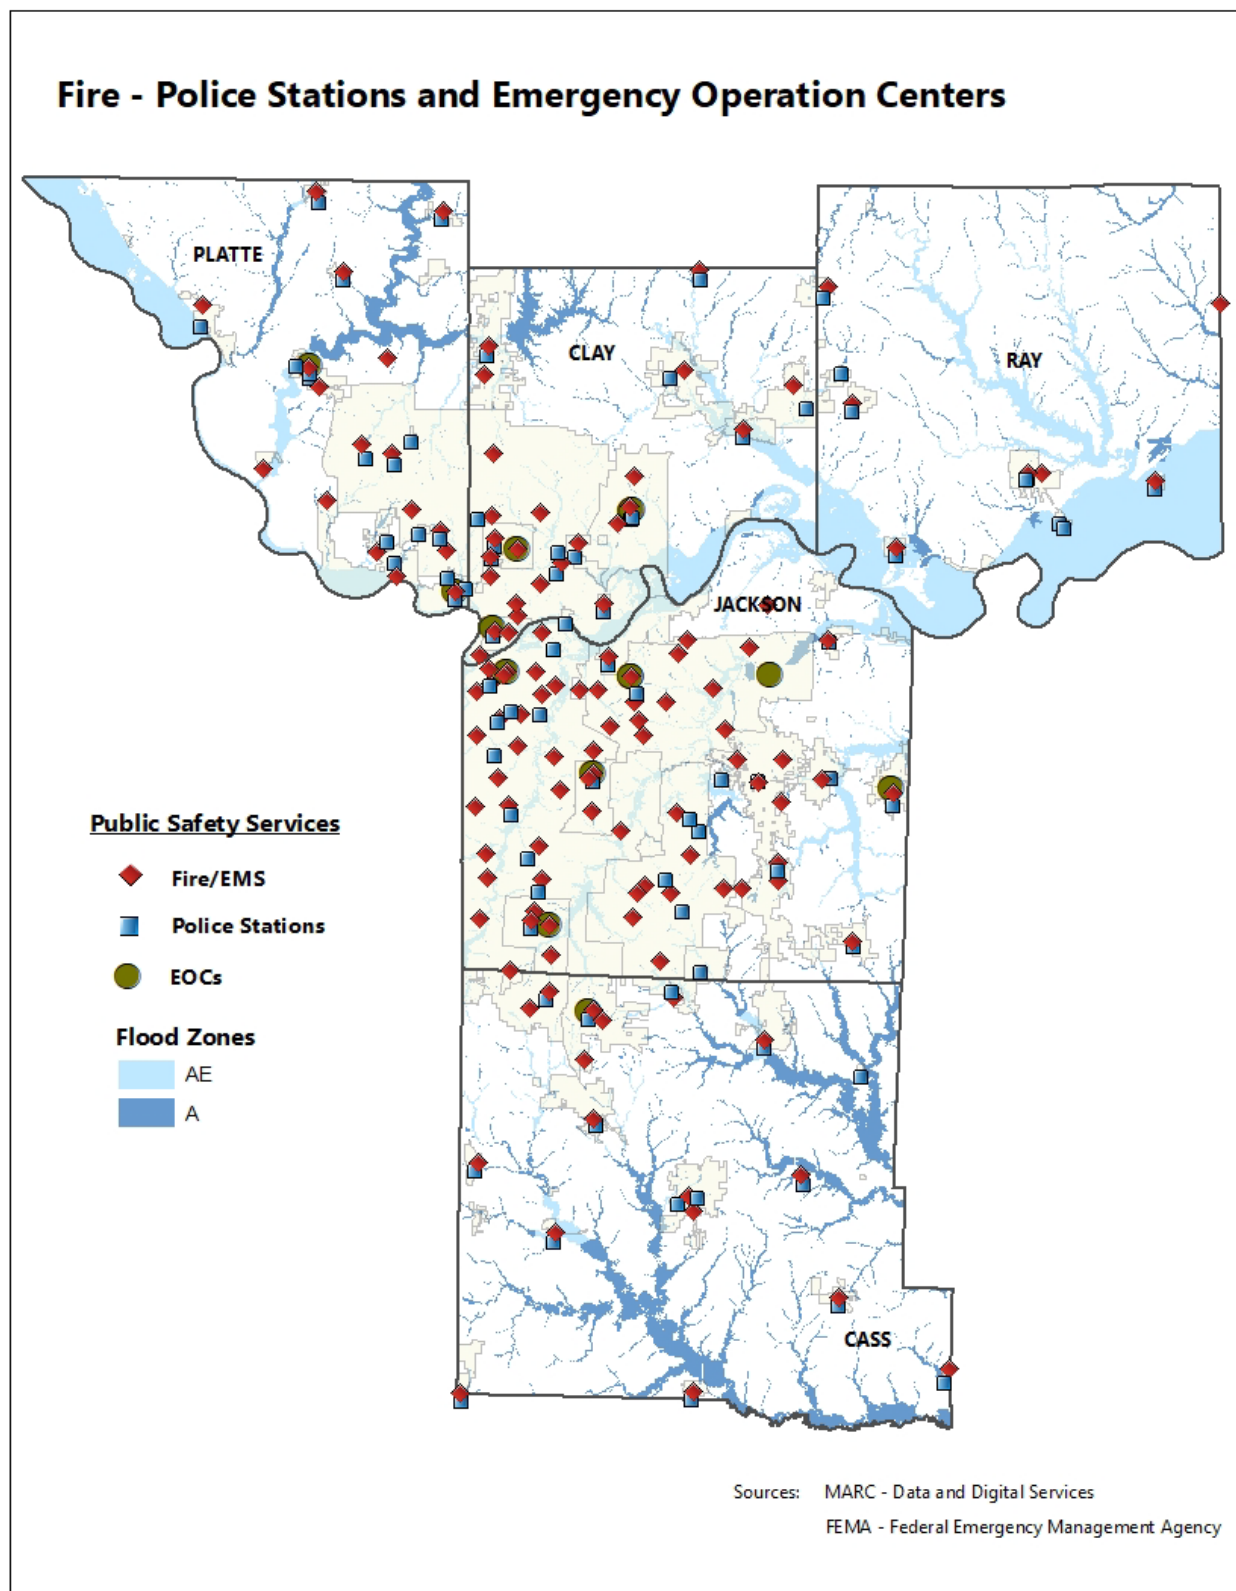 Fire - Police Stations and Emergency Operation Centers
PLATTE
CLAY
RAY
JACKSON
Public Safety Services
Fire/EMS
Police Stations
EOCs
Flood Zones
AE
A
CASS
Sources: MARC - Data and Digital Services
FEMA - Federal Emergency Management Agency